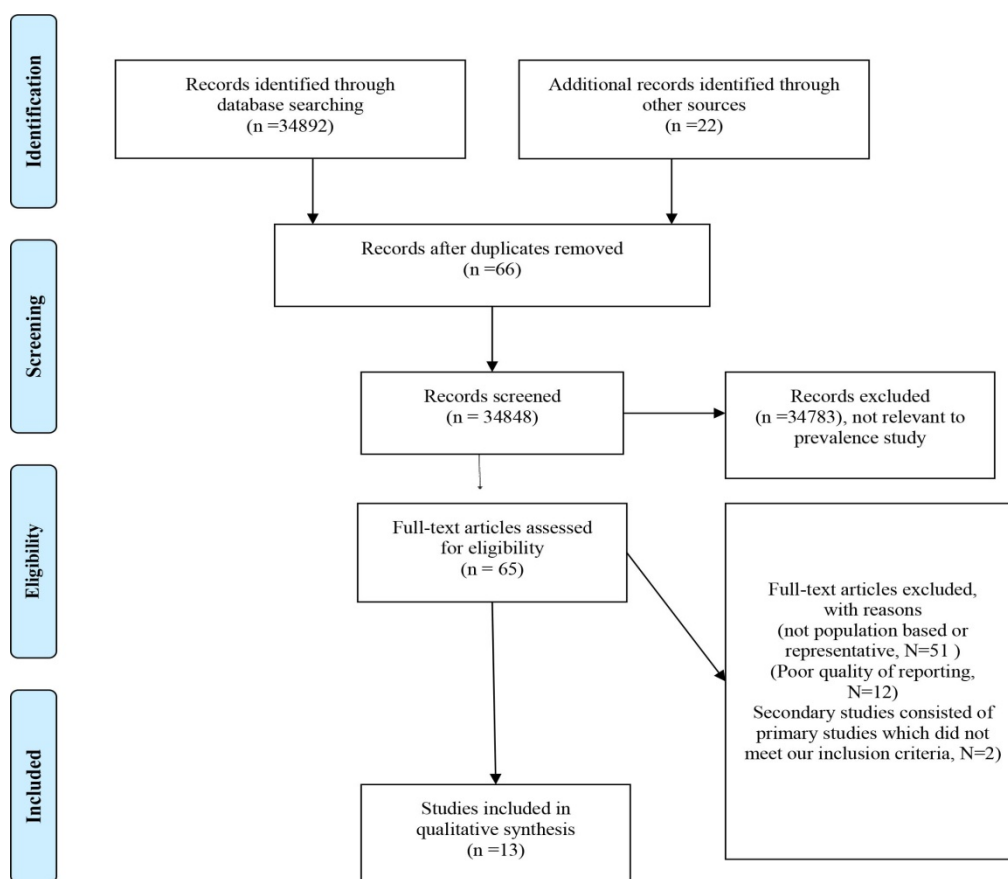 Identification
Records identified through
database searching
(n =34892)
Additional records identified through
other sources
(n =22)
Records after duplicates removed
(n =66)
Screening
Records screened
(n = 34848)
Records excluded
(n =34783), not relevant to
prevalence study
Eligibility
Full-text articles assessed
for eligibility
(n = 65)
Full-text articles excluded,
with reasons
(not population based or
representative, N=51 )
(Poor quality of reporting,
N=12)
Secondary studies consisted of
primary studies which did not
meet our inclusion criteria, N=2)
Included
Studies included in
qualitative synthesis
(n =13)